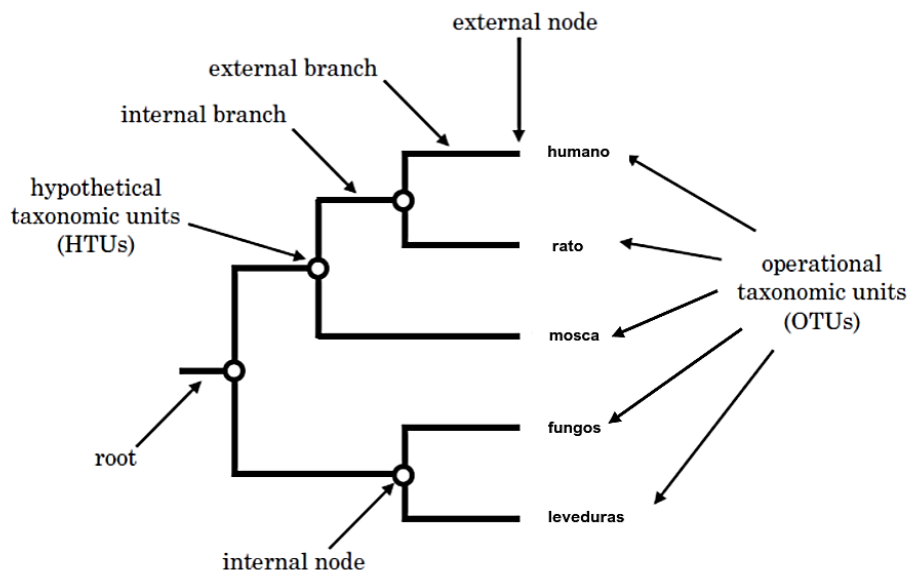 external node
external branch
internal branch
humano
hypothetical
taxonomic units
(HTUs)
rato
operational
taxonomic units
(OTUs)
mosca
fungos
root
leveduras
internal node